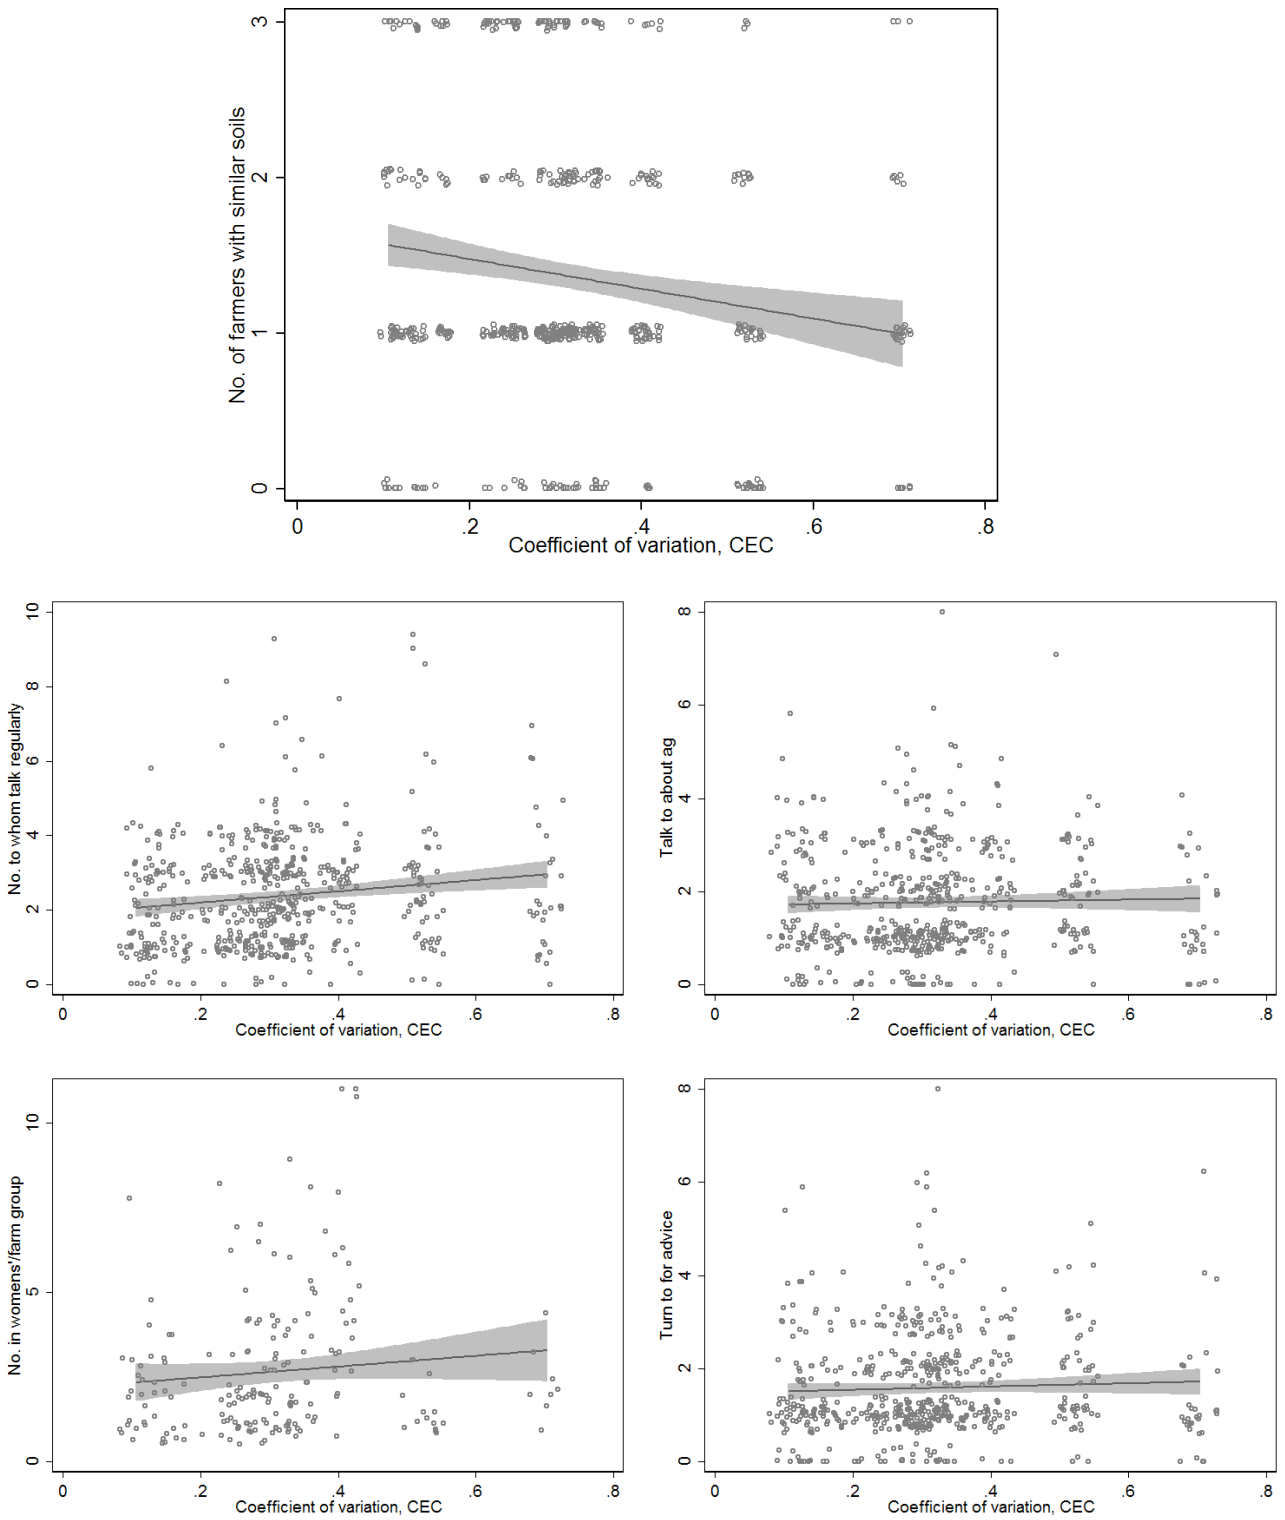 No. of farmers with similar soils
3
2
1
0
0 .2 .4 .6 .8
Coefficient of variation, CEC
No. to whom talk regularly
10
8
6
4
2
0
0 .2 .4 .6 .8
Coefficient of variation, CEC
Talk to about ag
8
6
4
2
0
0 .2 .4 .6 .8
Coefficient of variation, CEC
No. in womens'/farm group
10
5
0
0 .2 .4 .6 .8
Coefficient of variation, CEC
Turn to for advice
8
6
4
2
0
0 .2 .4 .6 .8
Coefficient of variation, CEC